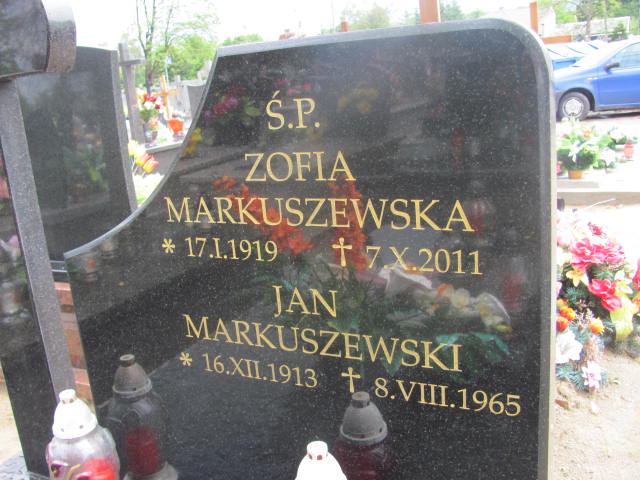 Ś.P.
ZOFIA
MARKUSZEWSKA
* 17.I.1919 † 7 X.2011
JAN
MARKUSZEWSKI
* 16.XII.1913 † 8.VIII.1965